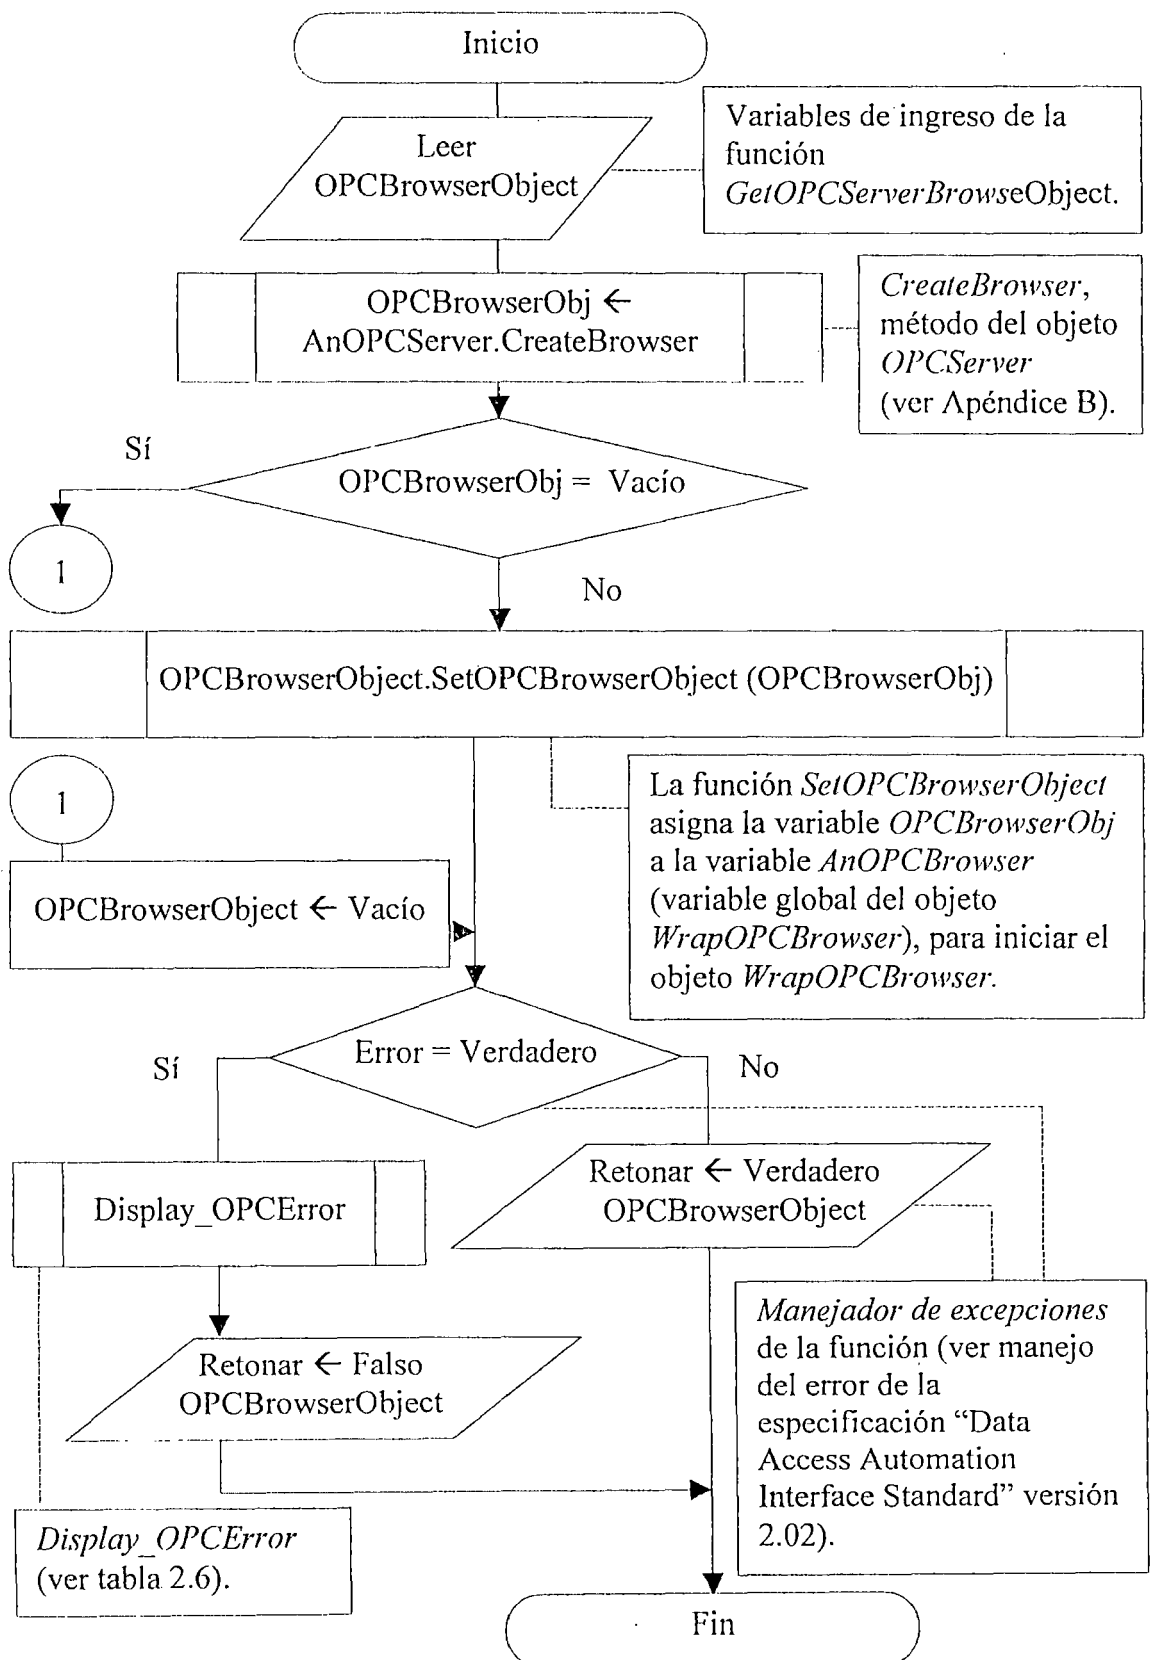 Inicio
Leer
OPCBrowserObject
Variables de ingreso de la
función
GetOPCServerBrowseObject.
OPCBrowserObj ←
AnOPCServer.CreateBrowser
CreateBrowser,
método del objeto
OPCServer
(ver Apéndice B).
Sí
OPCBrowserObj = Vacío
1
No
OPCBrowserObject.SetOPCBrowserObject (OPCBrowserObj)
1
OPCBrowserObject ← Vacío
La función SetOPCBrowserObject
asigna la variable OPCBrowserObj
a la variable AnOPCBrowser
(variable global del objeto
WrapOPCBrowser), para iniciar el
objeto WrapOPCBrowser.
Sí
Error = Verdadero
No
Display_OPCError
Retonar ← Verdadero
OPCBrowserObject
Retonar ← Falso
OPCBrowserObject
Manejador de excepciones
de la función (ver manejo
del error de la
especificación “Data
Access Automation
Interface Standard” versión
2.02).
Display_OPCError
(ver tabla 2.6).
Fin